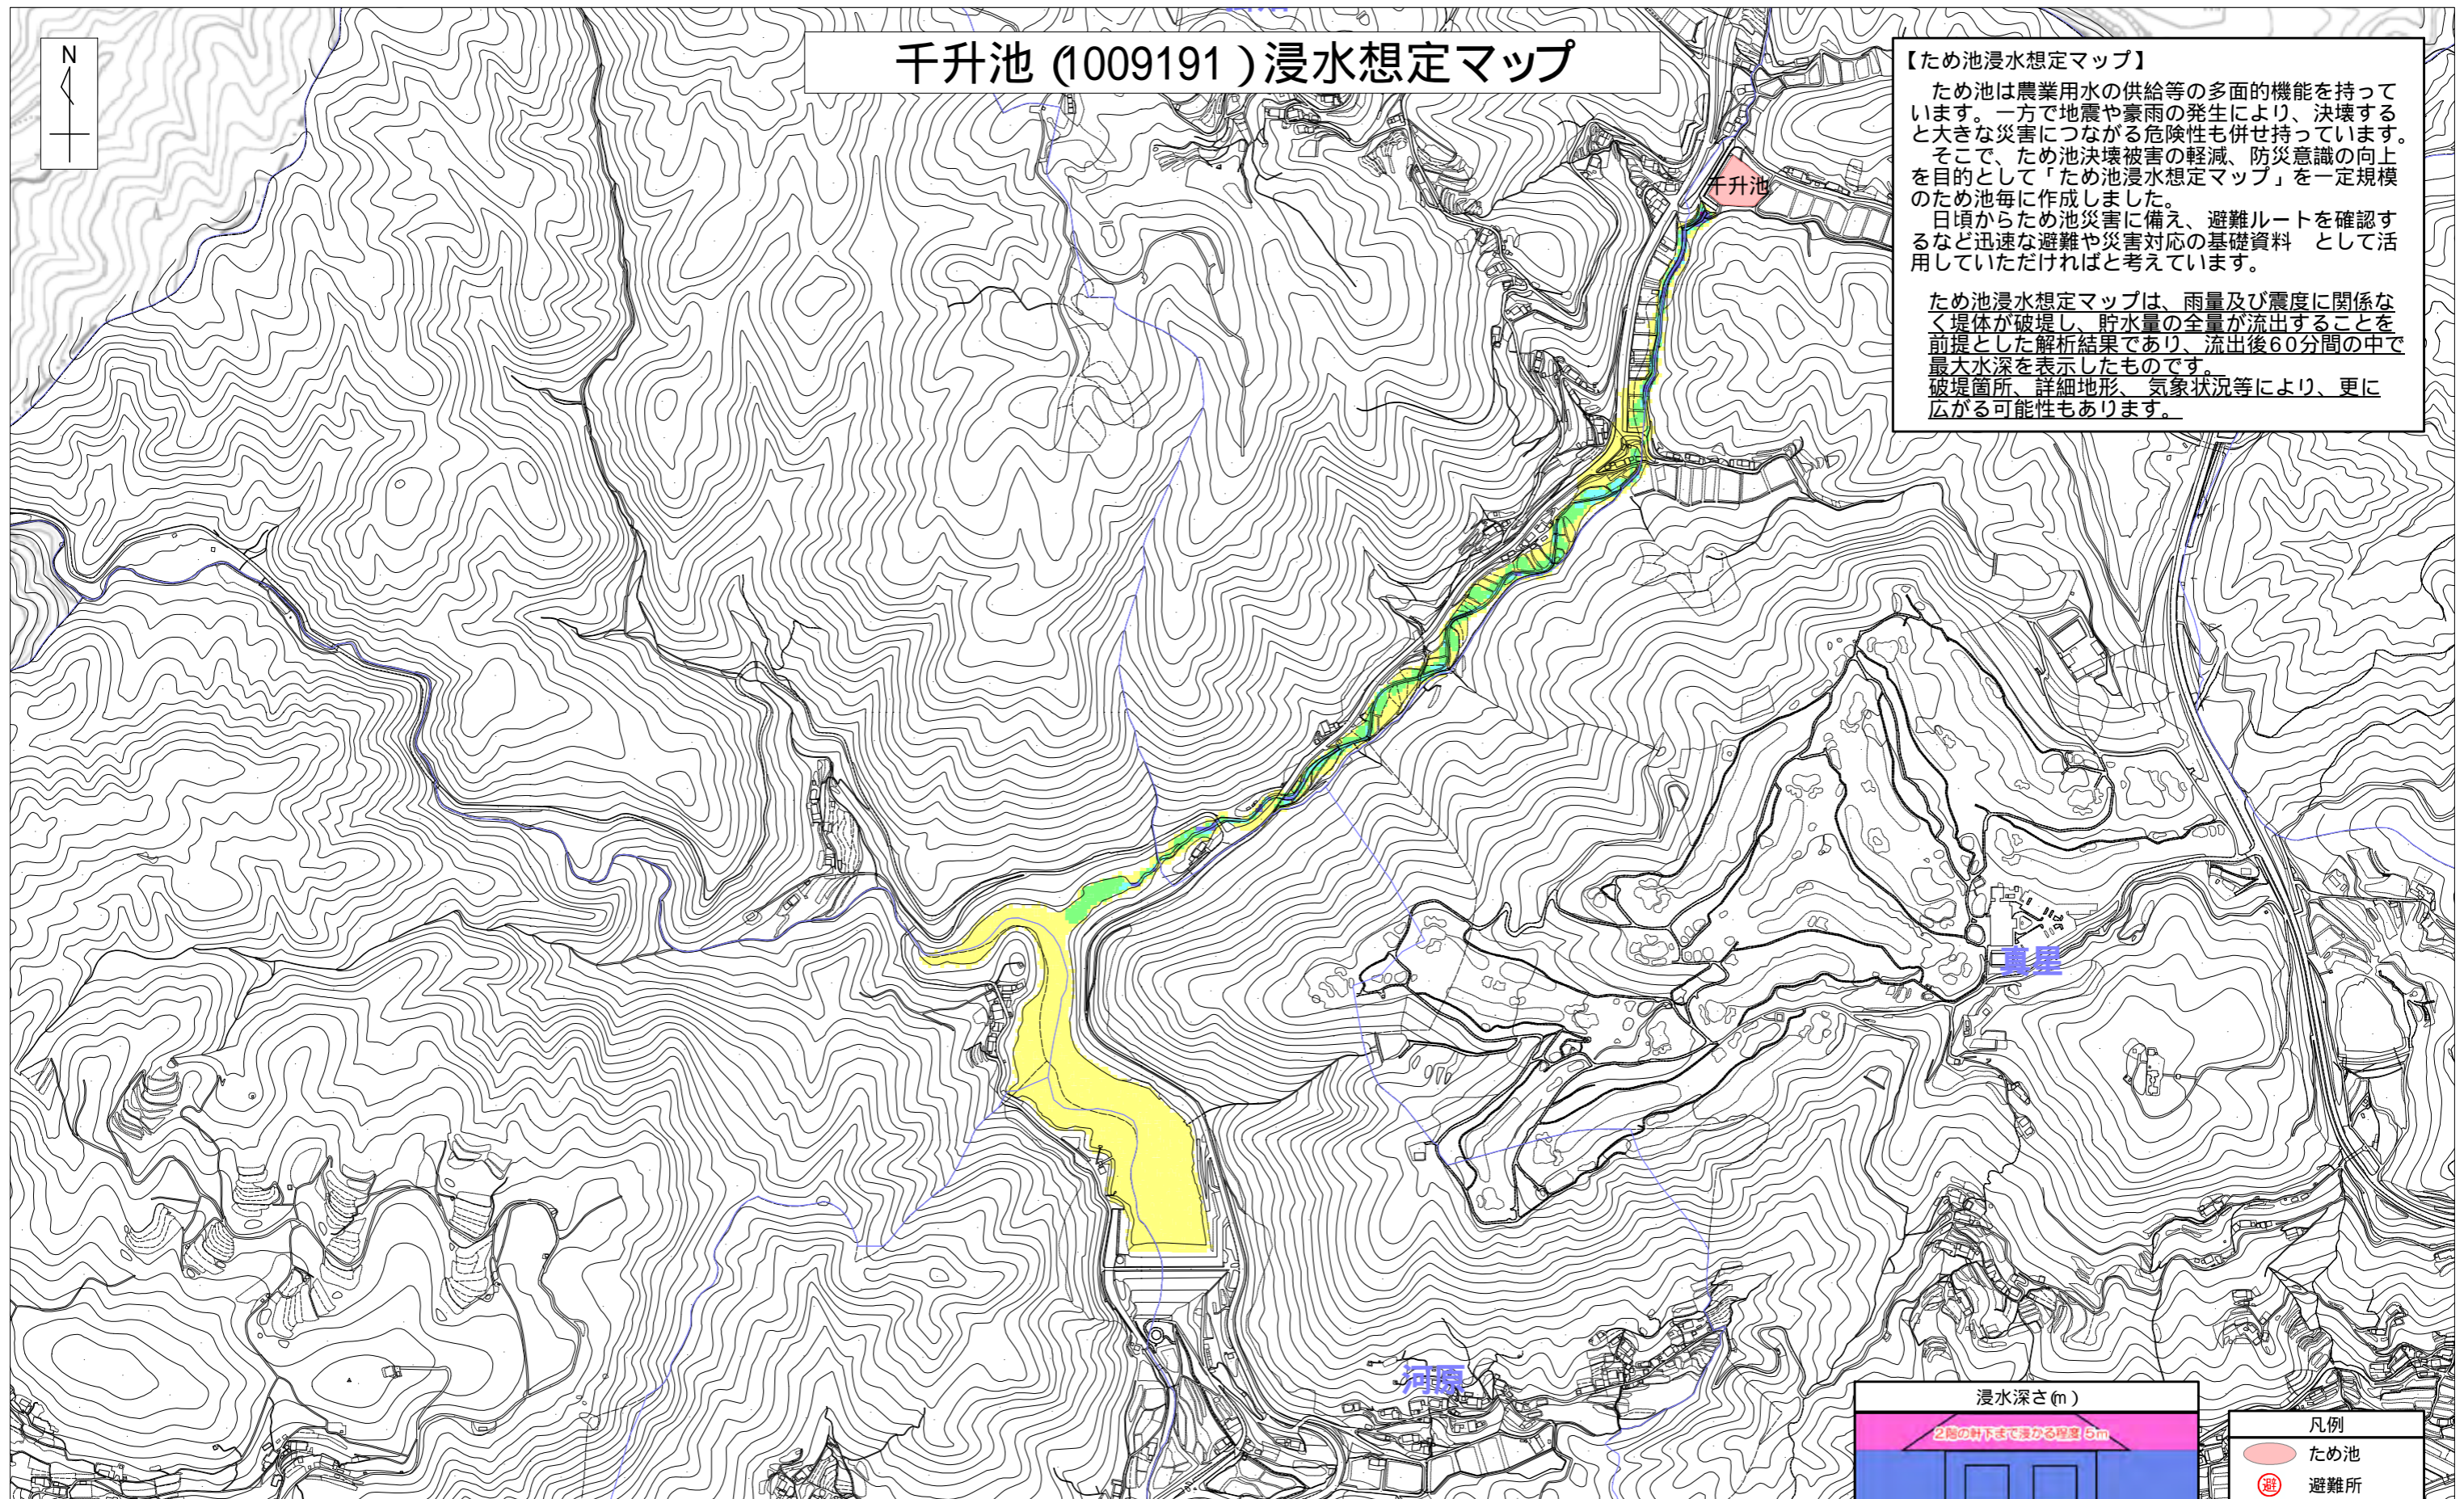 N
千升池 (1009191) 浸水想定マップ
【ため池浸水想定マップ】
ため池は農業用水の供給等の多面的機能を持って
います。一方で地震や豪雨の発生により、決壊する
と大きな災害につながる危険性も併せ持っています。
そこで、ため池決壊被害の軽減、防災意識の向上
を目的として「ため池浸水想定マップ」を一定規模
のため池毎に作成しました。
日頃からため池災害に備え、避難ルートを確認す
るなど迅速な避難や災害対応の基礎資料　として活
用していただければと考えています。
ため池浸水想定マップは、雨量及び震度に関係な
く堤体が破堤し、貯水量の全量が流出することを
前提とした解析結果であり、流出後60分間の中で
最大水深を表示したものです。
破堤箇所、詳細地形、 気象状況等により、更に
広がる可能性もあります。
千升池
真星
河原
浸水深さ(m)
2階の軒下まで浸かる程度 5m
凡例
ため池
避 避難所